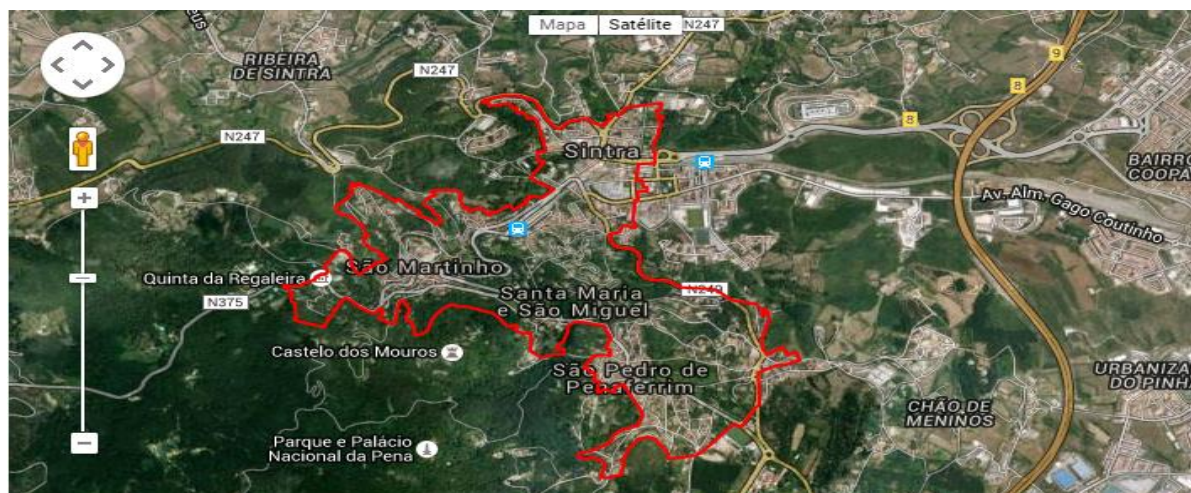 Mapa
Satélite
N247
RIBEIRA
DE SINTRA
N247
9
8
8
N247
Sintra
BAIRRO
COOPA
Av. Alm. Gago Coutinho
Quinta da Regaleira
São Martinho
N375
Santa Maria
e São Miguel
N249
Castelo dos Mouros
São Pedro de
Penaferrim
URBANIZA
DO PINHA
CHÃO DE
MENINOS
Parque e Palácio
Nacional da Pena